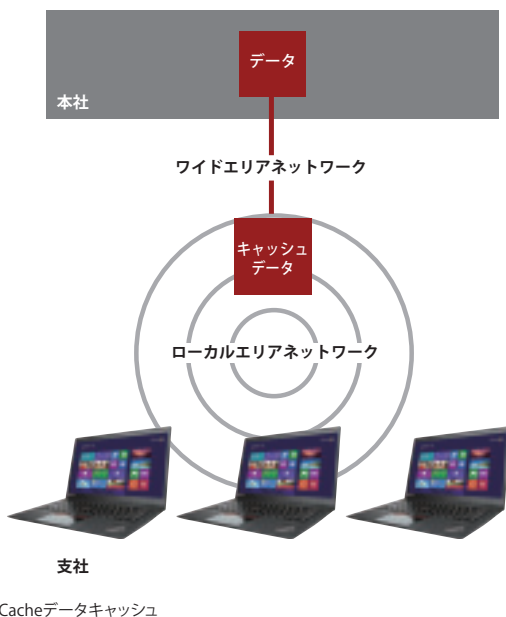 データ
本社
ワイドエリアネットワーク
キャッシュ
データ
ローカルエリアネットワーク
支社
Cacheデータキャッシュ